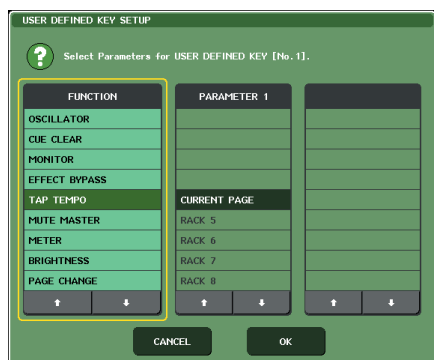 USER DEFINED KEY SETUP
Select Parameters for USER DEFINED KEY [No.1].
FUNCTION
PARAMETER 1
OSCILLATOR
CUE CLEAR
MONITOR
EFFECT BYPASS
TAP TEMPO
CURRENT PAGE
MUTE MASTER
RACK 5
METER
RACK 6
BRIGHTNESS
RACK 7
PAGE CHANGE
RACK 8
CANCEL
OK